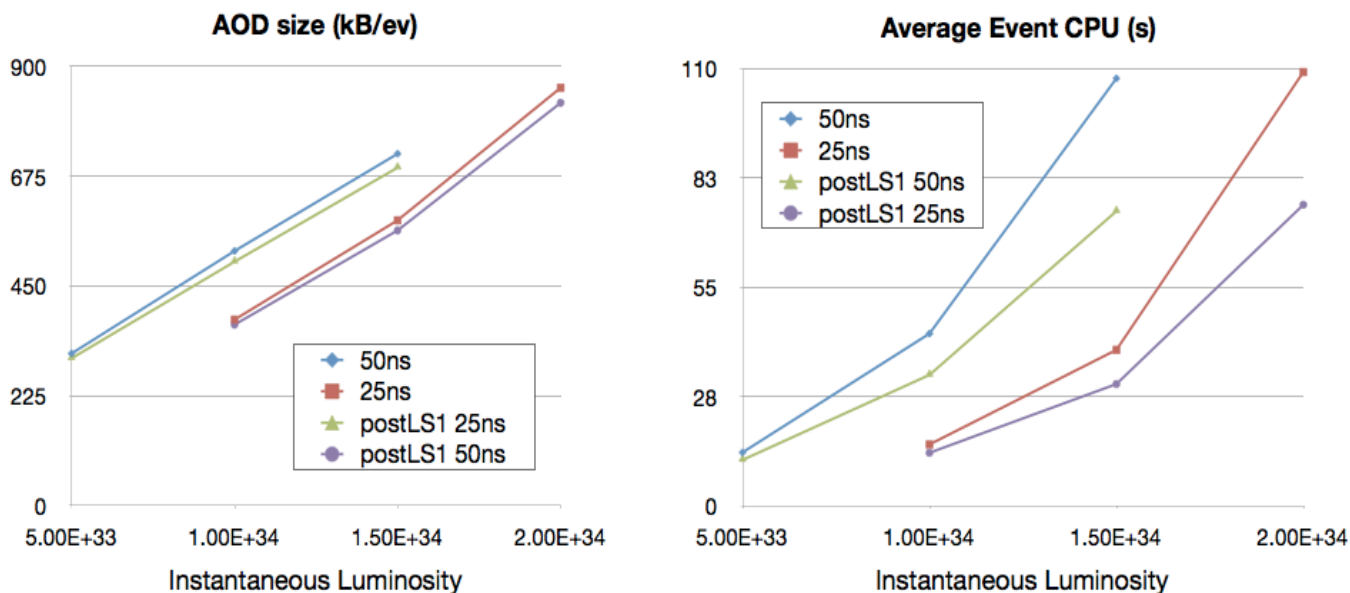 AOD size (kB/ev)
900
675
450
225
0
50ns
25ns
postLS1 25ns
postLS1 50ns
5.00E+33 1.00E+34 1.50E+34 2.00E+34
Instantaneous Luminosity
Average Event CPU (s)
110
83
55
28
0
50ns
25ns
postLS1 50ns
postLS1 25ns
5.00E+33 1.00E+34 1.50E+34 2.00E+34
Instantaneous Luminosity